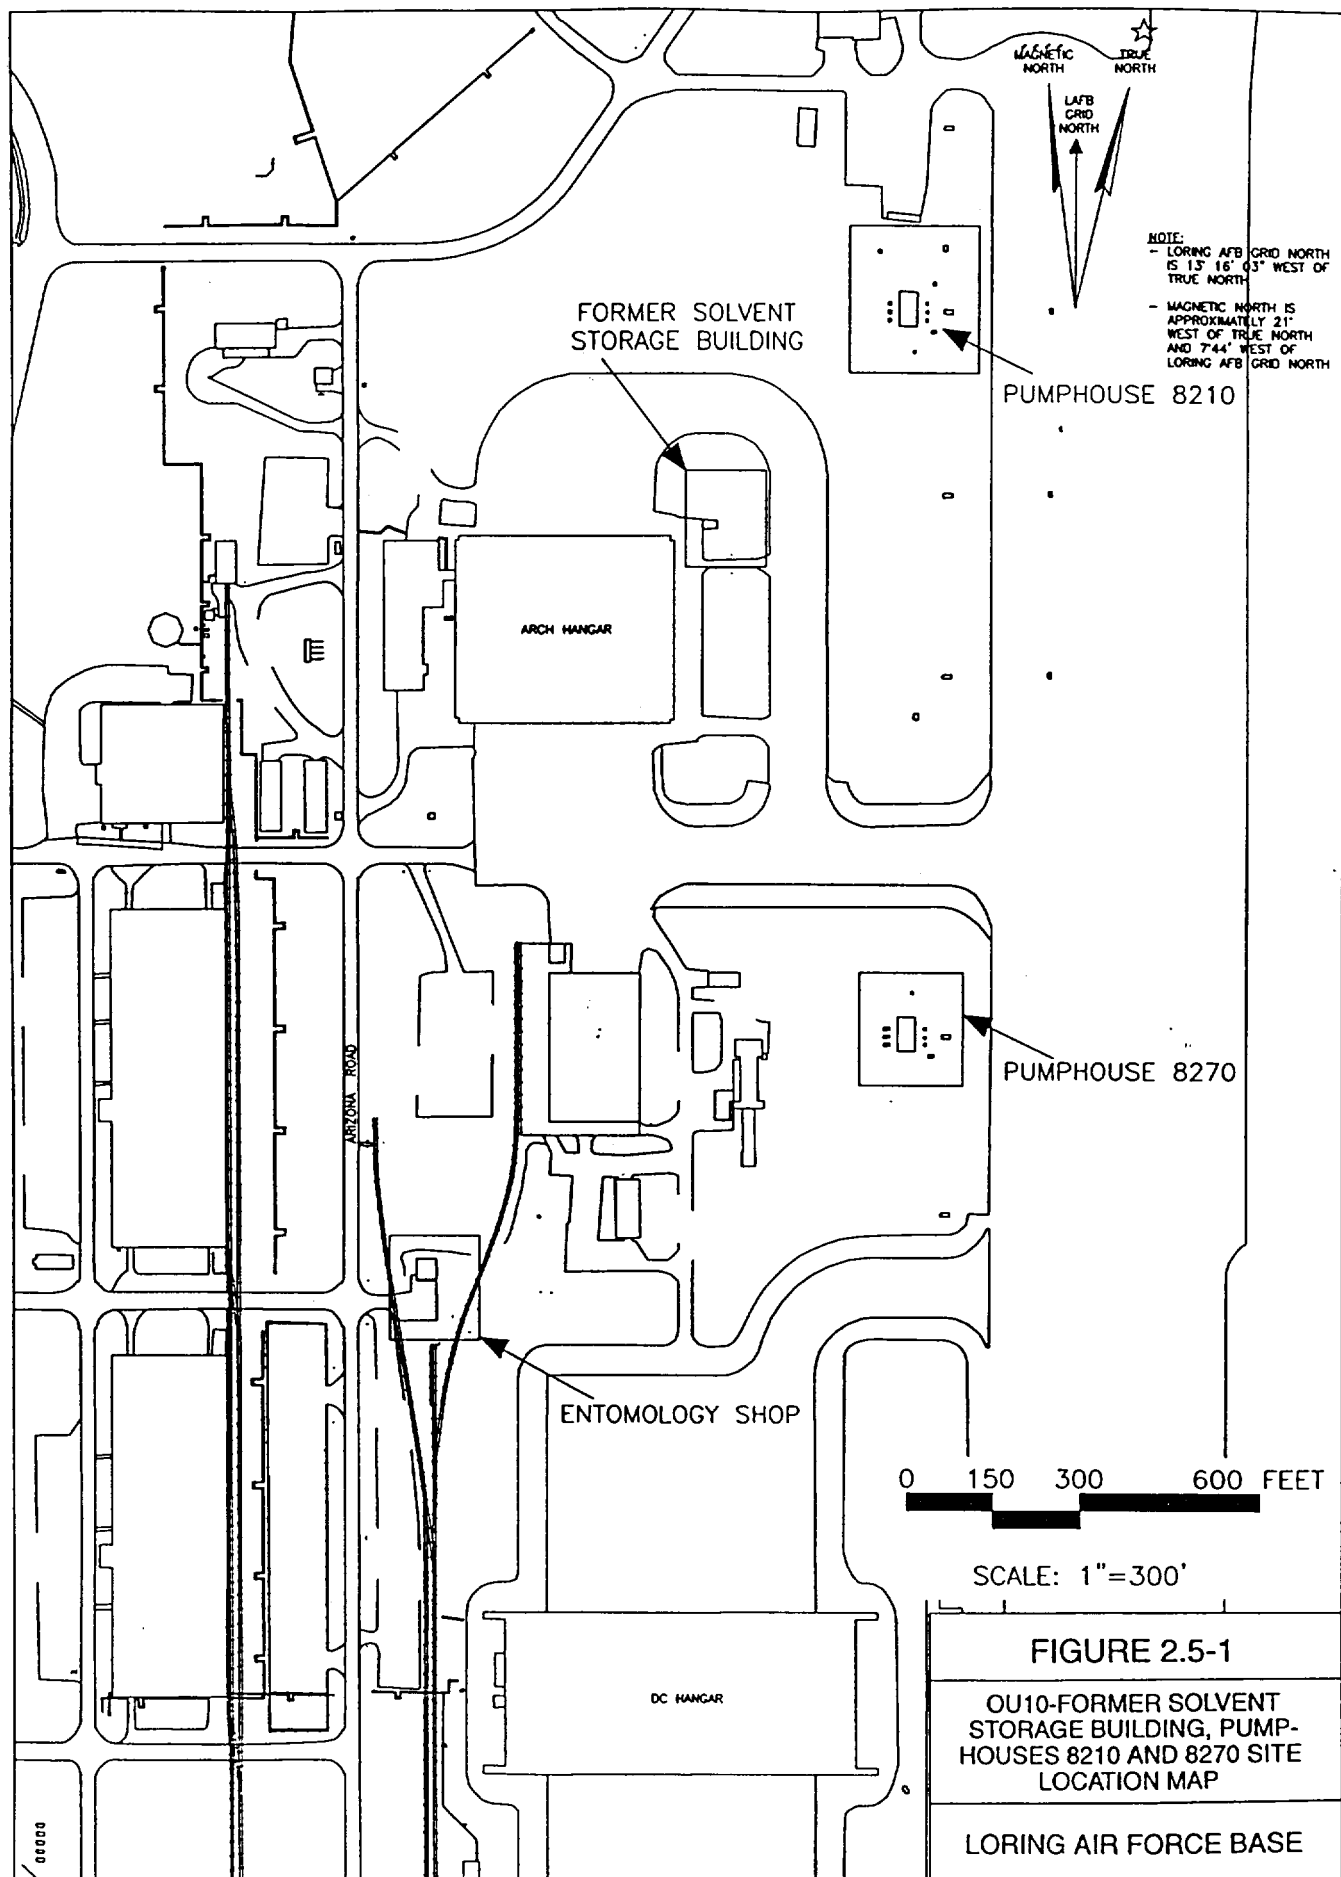 MAGNETIC
NORTH
TRUE
NORTH
LAFB
GRID
NORTH
NOTE:
- LORING AFB GRID NORTH
IS 13° 16' 03" WEST OF
TRUE NORTH
- MAGNETIC NORTH IS
APPROXIMATELY 21°
WEST OF TRUE NORTH
AND 7°44' WEST OF
LORING AFB GRID NORTH
FORMER SOLVENT
STORAGE BUILDING
PUMPHOUSE 8210
ARCH HANGAR
ARIZONA ROAD
PUMPHOUSE 8270
ENTOMOLOGY SHOP
0 150 300 600 FEET
SCALE: 1"=300'
DC HANGAR
FIGURE 2.5-1
OU10-FORMER SOLVENT
STORAGE BUILDING, PUMP-
HOUSES 8210 AND 8270 SITE
LOCATION MAP
LORING AIR FORCE BASE